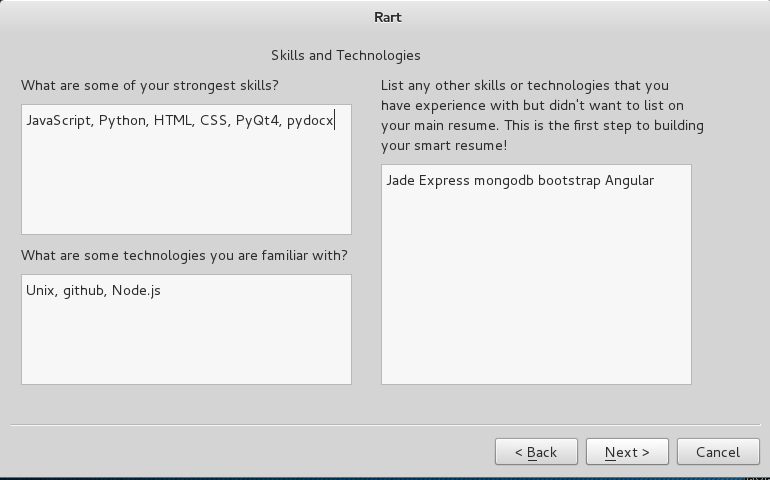 Rart
Skills and Technologies
What are some of your strongest skills?
JavaScript, Python, HTML, CSS, PyQt4, pydocx
What are some technologies you are familiar with?
Unix, github, Node.js
List any other skills or technologies that you
have experience with but didn't want to list on
your main resume. This is the first step to building
your smart resume!
Jade Express mongodb bootstrap Angular
< Back
Next >
Cancel